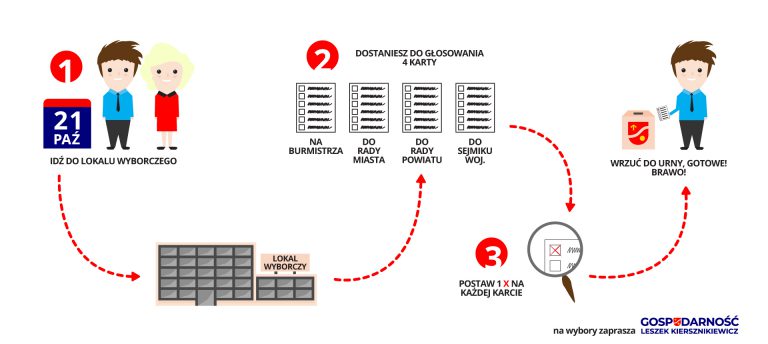 1
21
PAŹ
IDŹ DO LOKALU WYBORCZEGO
LOKAL
WYBORCZY
2
DOSTANIESZ DO GŁOSOWANIA
4 KARTY
NA
BURMISTRZA
DO
RADY
MIASTA
DO
RADY
POWIATU
DO
SEJMIKU
WOJ.
3
POSTAW 1 X NA
KAŻDEJ KARCIE
WRZUĆ DO URNY, GOTOWE!
BRAWO!
na wybory zaprasza
GOSPODARNOŚĆ
LESZEK KIERSZNIKIEWICZ